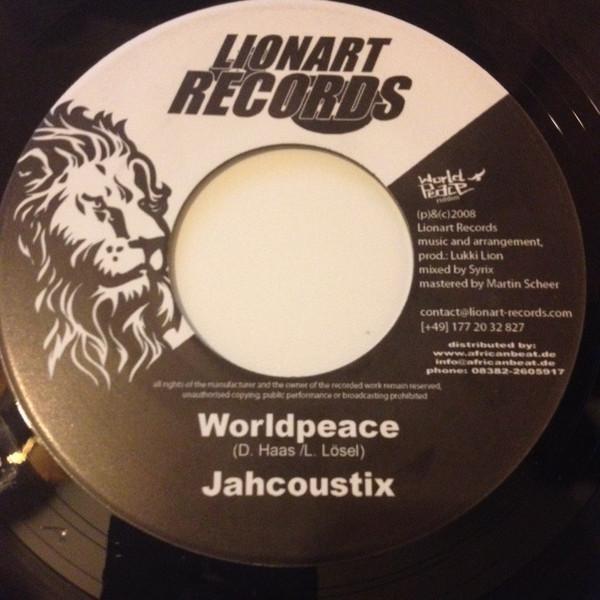 LIONART
RECORDS
World
Peace
riddim
(p)&(c)2008
Lionart Records
music and arrangement,
prod.: Lukki Lion
mixed by Syrix
mastered by Martin Scheer
contact@lionart-records.com
[+49] 177 20 32 827
distributed by:
www.africanbeat.de
info@africanbeat.de
phone: 08382-2605917
all rights of the manufacturer and the owner of the recorded work remain reserved,
unauthorised copying, public performance or broadcasting prohibited
Worldpeace
(D. Haas /L. Lösel)
Jahcoustix